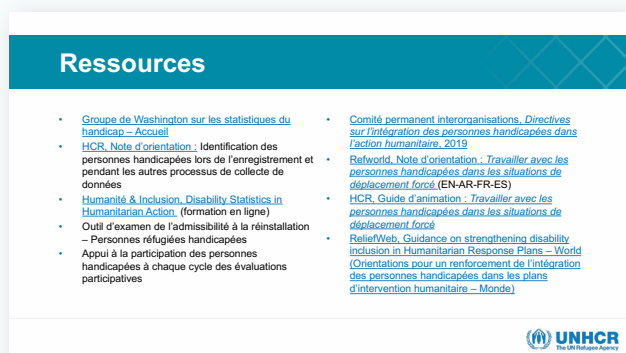 Ressources
• Groupe de Washington sur les statistiques du
handicap – Accueil
• HCR, Note d'orientation : Identification des
personnes handicapées lors de l'enregistrement et
pendant les autres processus de collecte de
données
• Humanité & Inclusion, Disability Statistics in
Humanitarian Action (formation en ligne)
• Outil d'examen de l'admissibilité à la réinstallation
– Personnes réfugiées handicapées
• Appui à la participation des personnes
handicapées à chaque cycle des évaluations
participatives
• Comité permanent interorganisations, Directives
sur l'intégration des personnes handicapées dans
l'action humanitaire, 2019
• Refworld, Note d'orientation : Travailler avec les
personnes handicapées dans les situations de
déplacement forcé (EN-AR-FR-ES)
• HCR, Guide d'animation : Travailler avec les
personnes handicapées dans les situations de
déplacement forcé
• ReliefWeb, Guidance on strengthening disability
inclusion in Humanitarian Response Plans – World
(Orientations pour un renforcement de l'intégration
des personnes handicapées dans les plans
d'intervention humanitaire – Monde)
UNHCR
The UN Refugee Agency